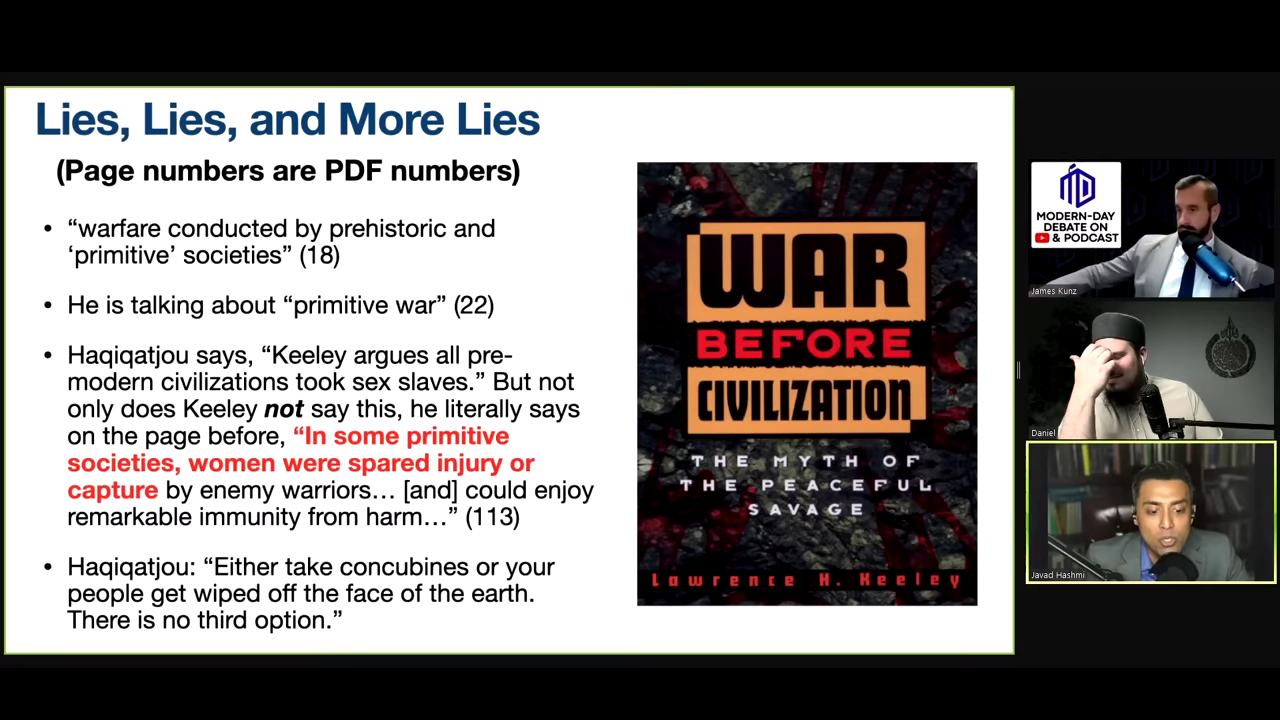 Lies, Lies, and More Lies
(Page numbers are PDF numbers)
• “warfare conducted by prehistoric and
‘primitive’ societies” (18)
• He is talking about “primitive war” (22)
• Haqiqatjou says, “Keeley argues all pre-
modern civilizations took sex slaves.” But not
only does Keeley not say this, he literally says
on the page before, “In some primitive
societies, women were spared injury or
capture by enemy warriors… [and] could enjoy
remarkable immunity from harm…” (113)
• Haqiqatjou: “Either take concubines or your
people get wiped off the face of the earth.
There is no third option.”
WAR
BEFORE
CIVILIZATION
THE MYTH OF
THE PEACEFUL
SAVAGE
Lawrence H. Keeley
MODERN-DAY
DEBATE ON
& PODCAST
James Kunz
Daniel
Javad Hashmi